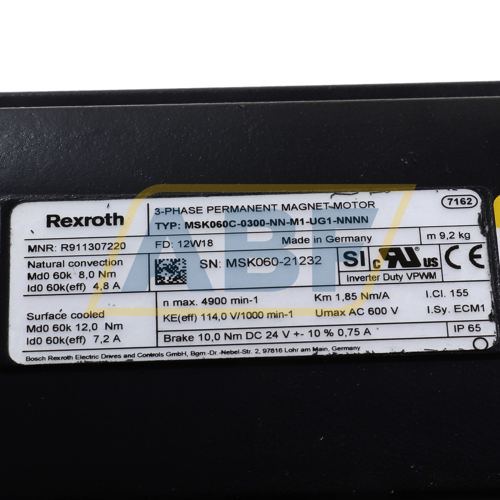 Rexroth
3-PHASE PERMANENT MAGNET-MOTOR
7162
TYP: MSK060C-0300-NN-M1-UG1-NNNN
MNR: R911307220
FD: 12W18
Made in Germany
m 9,2 kg
Natural convection
Md0 60k 8,0 Nm
Id0 60k(eff) 4,8 A
SN: MSK060-21232
SI
c RU us
CE
Inverter Duty VPWM
Surface cooled
Md0 60k 12,0 Nm
Id0 60k(eff) 7,2 A
n max. 4900 min-1
Km 1,85 Nm/A
I.Cl. 155
KE(eff) 114,0 V/1000 min-1
Umax AC 600 V
I.Sy. ECM1
Brake 10,0 Nm DC 24 V +- 10 % 0,75 A
IP 65
Bosch Rexroth Electric Drives and Controls GmbH, Bgm.-Dr.-Nebel-Str. 2, 97816 Lohr am Main, Germany
ABF